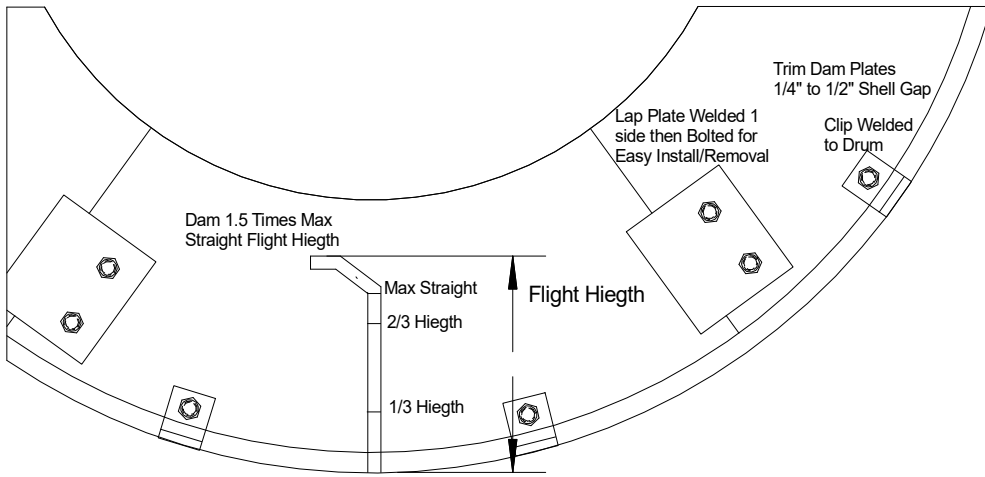 Trim Dam Plates
1/4" to 1/2" Shell Gap
Lap Plate Welded 1
side then Bolted for
Easy Install/Removal
Clip Welded
to Drum
Dam 1.5 Times Max
Straight Flight Hiegth
Max Straight
Flight Hiegth
2/3 Hiegth
1/3 Hiegth